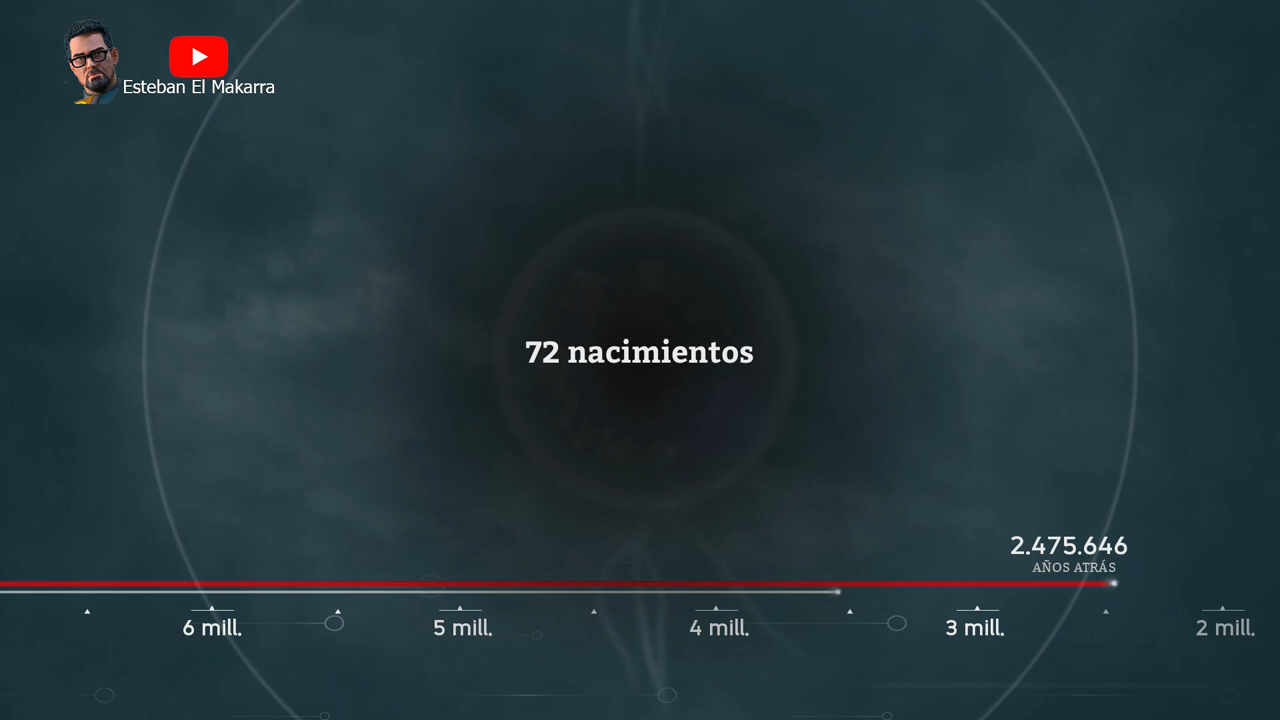 Esteban El Makarra
72 nacimientos
2.475.646
AÑOS ATRÁS
6 mill.
5 mill.
4 mill.
3 mill.
2 mill.